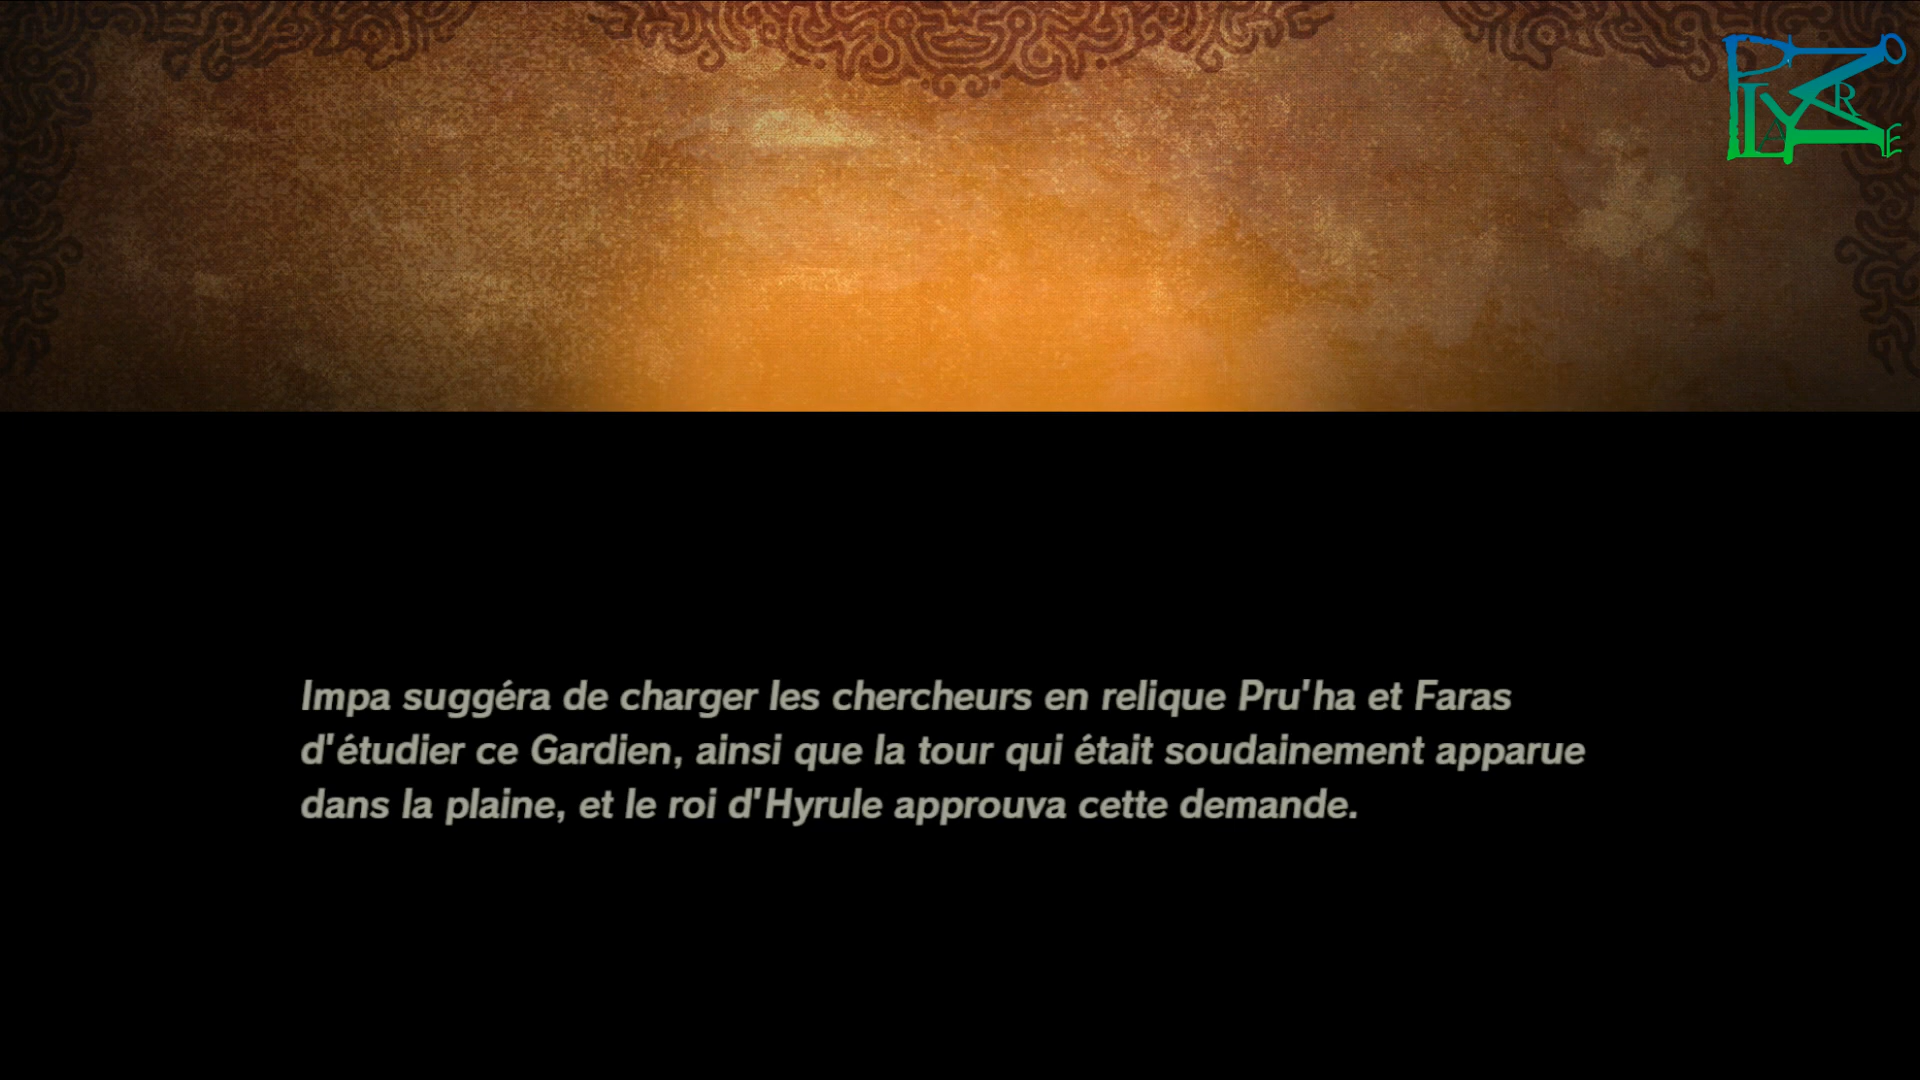 Impa suggéra de charger les chercheurs en relique Pru'ha et Faras
d'étudier ce Gardien, ainsi que la tour qui était soudainement apparue
dans la plaine, et le roi d'Hyrule approuva cette demande.